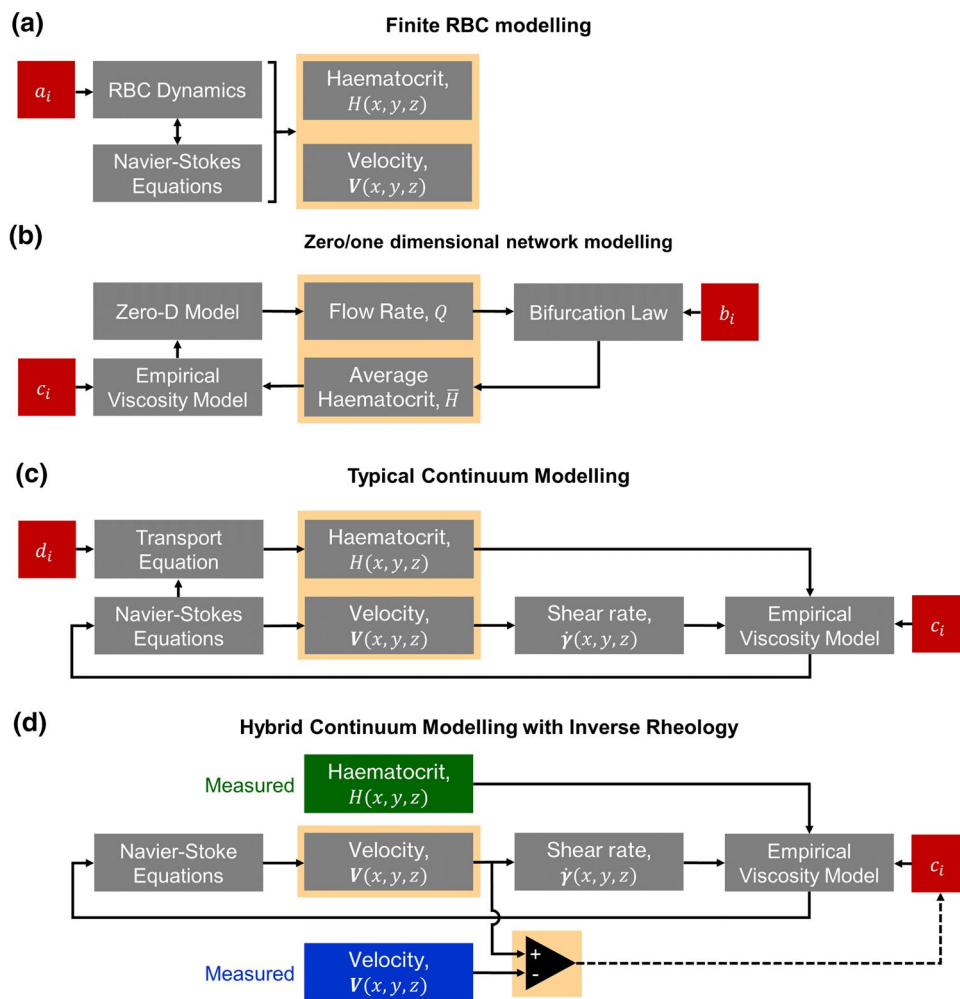 (a)
Finite RBC modelling
a_i
RBC Dynamics
Haematocrit,
H(x, y, z)
Navier-Stokes
Equations
Velocity,
V(x, y, z)
(b)
Zero/one dimensional network modelling
Zero-D Model
Flow Rate, Q
Bifurcation Law
b_i
c_i
Empirical
Viscosity Model
Average
Haematocrit, H̅
(c)
Typical Continuum Modelling
d_i
Transport
Equation
Haematocrit,
H(x, y, z)
Navier-Stokes
Equations
Velocity,
V(x, y, z)
Shear rate,
γ̇(x, y, z)
Empirical
Viscosity Model
c_i
(d)
Hybrid Continuum Modelling with Inverse Rheology
Measured
Haematocrit,
H(x, y, z)
Navier-Stoke
Equations
Velocity,
V(x, y, z)
Shear rate,
γ̇(x, y, z)
Empirical
Viscosity Model
c_i
Measured
Velocity,
V(x, y, z)
+
-